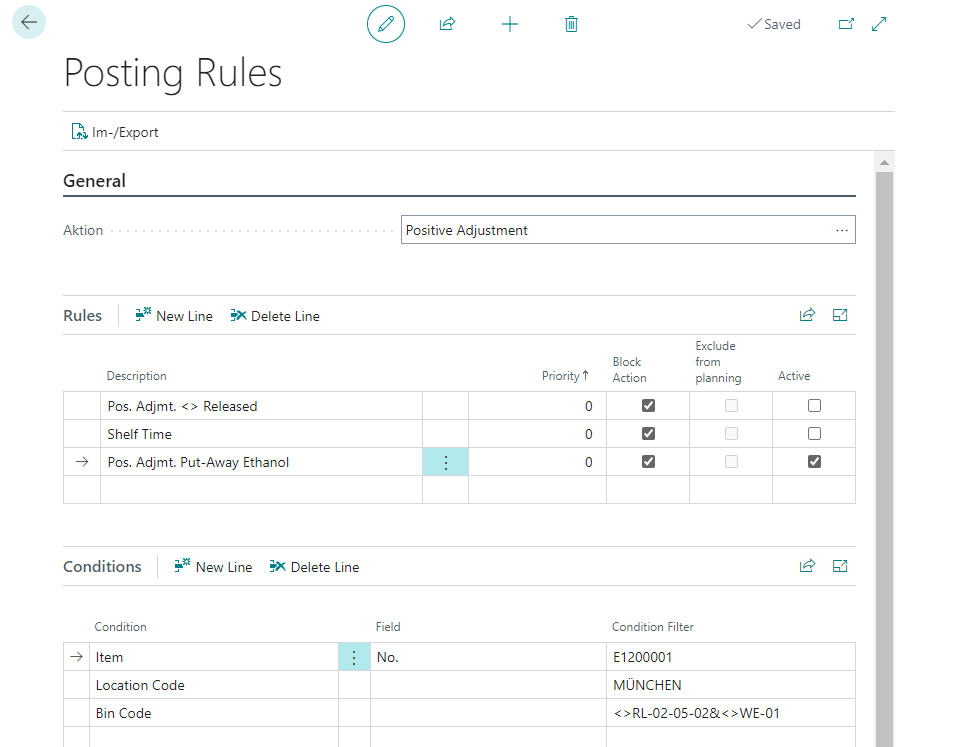 Saved
Posting Rules
Im-/Export
General
Aktion
Positive Adjustment
Rules
New Line
Delete Line
Description
Priority↑
Block Action
Exclude from planning
Active
Pos. Adjmt. <> Released
0
Shelf Time
0
Pos. Adjmt. Put-Away Ethanol
0
Conditions
New Line
Delete Line
Condition
Field
Condition Filter
Item
No.
E1200001
Location Code
MÜNCHEN
Bin Code
<>RL-02-05-02&<>WE-01